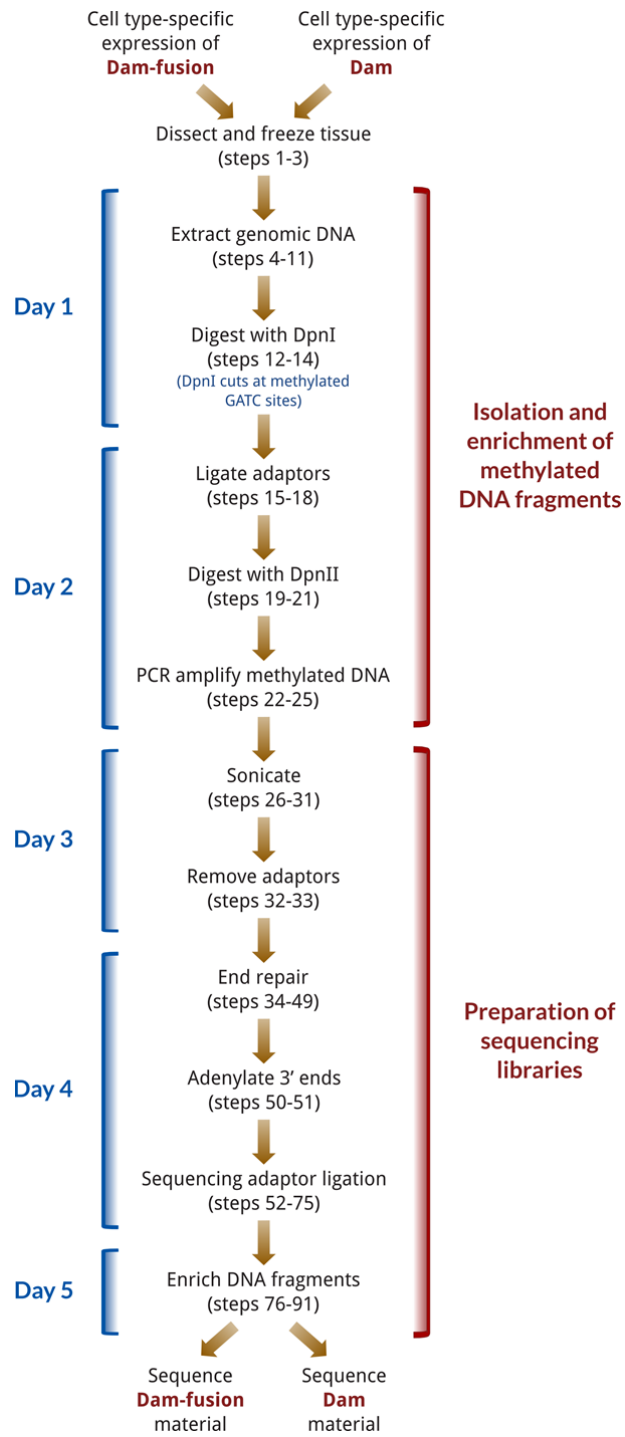 Cell type-specific
expression of
Dam-fusion
Cell type-specific
expression of
Dam
Dissect and freeze tissue
(steps 1-3)
Day 1
Extract genomic DNA
(steps 4-11)
Digest with DpnI
(steps 12-14)
(DpnI cuts at methylated
GATC sites)
Isolation and
enrichment of
methylated
DNA fragments
Day 2
Ligate adaptors
(steps 15-18)
Digest with DpnII
(steps 19-21)
PCR amplify methylated DNA
(steps 22-25)
Day 3
Sonicate
(steps 26-31)
Remove adaptors
(steps 32-33)
Preparation of
sequencing
libraries
Day 4
End repair
(steps 34-49)
Adenylate 3’ ends
(steps 50-51)
Sequencing adaptor ligation
(steps 52-75)
Day 5
Enrich DNA fragments
(steps 76-91)
Sequence
Dam-fusion
material
Sequence
Dam
material